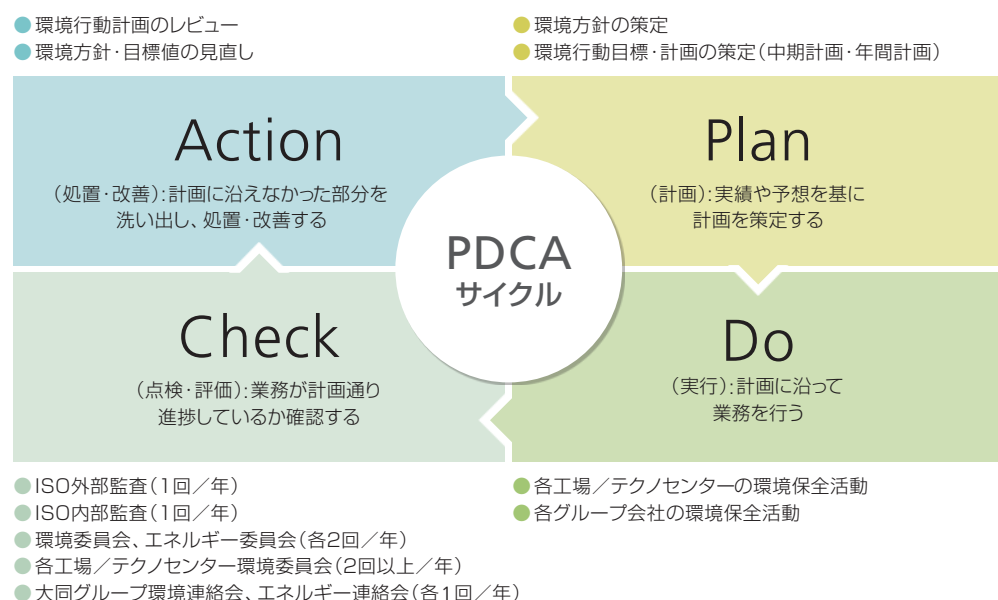 ●環境行動計画のレビュー
●環境方針・目標値の見直し
●環境方針の策定
●環境行動目標・計画の策定（中期計画・年間計画）
Action
（処置・改善）：計画に沿えなかった部分を
洗い出し、処置・改善する
Plan
（計画）：実績や予想を基に
計画を策定する
PDCA
サイクル
Check
（点検・評価）：業務が計画通り
進捗しているか確認する
Do
（実行）：計画に沿って
業務を行う
●ISO外部監査（1回／年）
●ISO内部監査（1回／年）
●環境委員会、エネルギー委員会（各2回／年）
●各工場／テクノセンター環境委員会（2回以上／年）
●大同グループ環境連絡会、エネルギー連絡会（各1回／年）
●各工場／テクノセンターの環境保全活動
●各グループ会社の環境保全活動